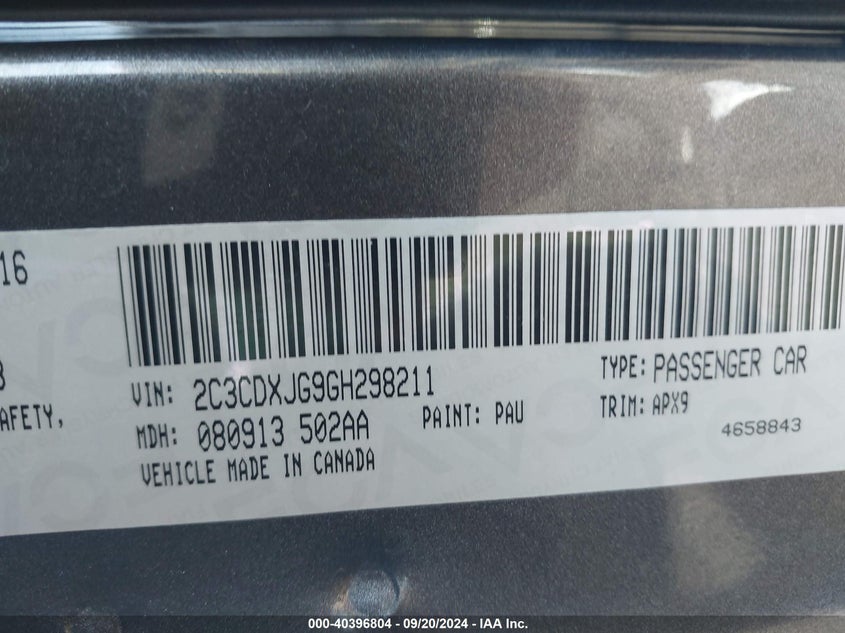 16
8
AFETY,
VIN: 2C3CDXJG9GH298211
TYPE: PASSENGER CAR
MDH: 080913 502AA
PAINT: PAU
TRIM: APX9
VEHICLE MADE IN CANADA
4658843
000-40396804 - 09/20/2024 - IAA Inc.